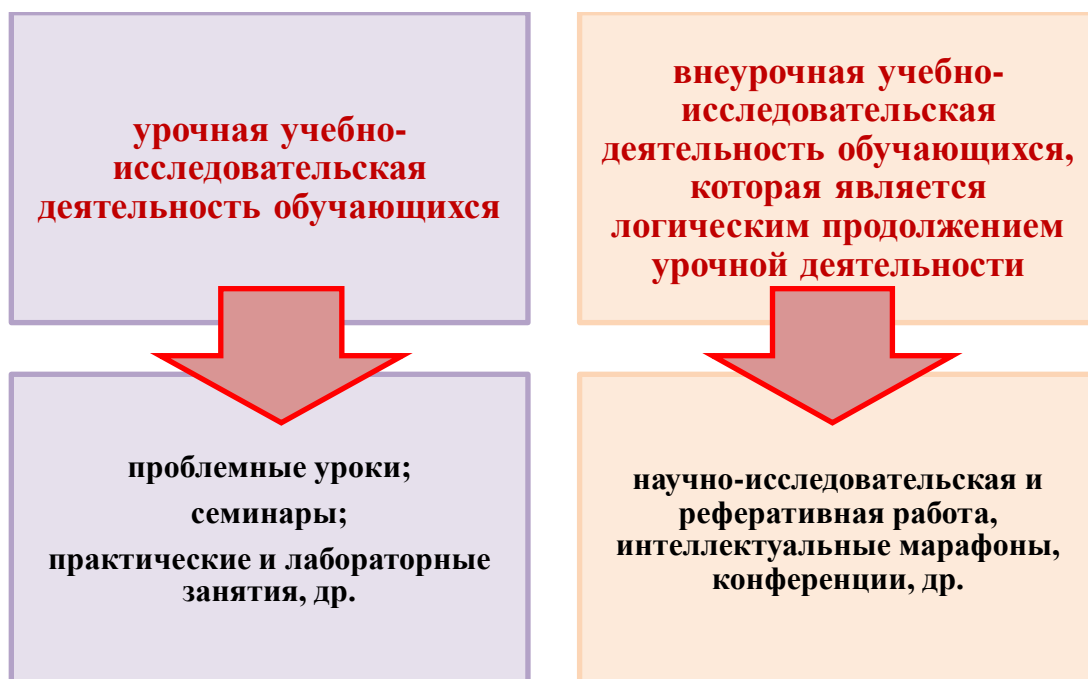 урочная учебно-
исследовательская
деятельность обучающихся
проблемные уроки;
семинары;
практические и лабораторные
занятия, др.
внеурочная учебно-
исследовательская
деятельность обучающихся,
которая является
логическим продолжением
урочной деятельности
научно-исследовательская и
реферативная работа,
интеллектуальные марафоны,
конференции, др.